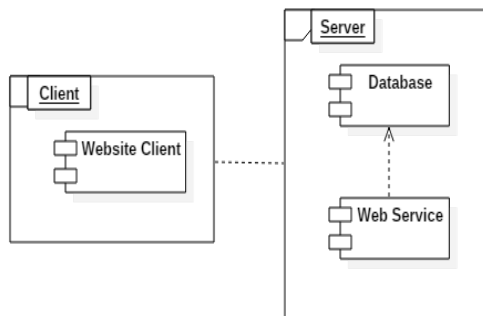 Client
Website Client
Server
Database
Web Service